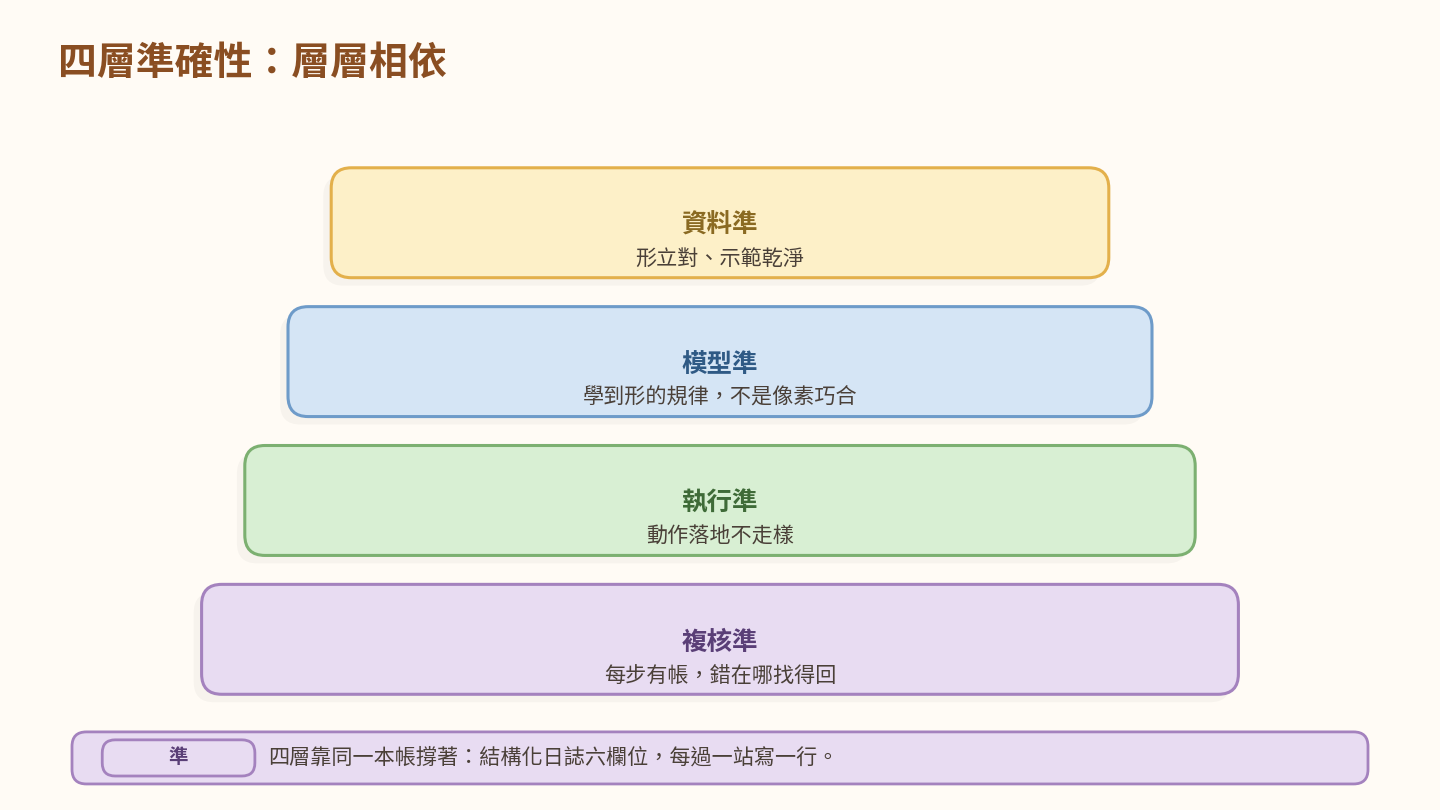 四層準確性：層層相依
資料準
形立對、示範乾淨
模型準
學到形的規律，不是像素巧合
執行準
動作落地不走樣
複核準
每步有帳，錯在哪找得回
準
四層靠同一本帳撐著：結構化日誌六欄位，每過一站寫一行。